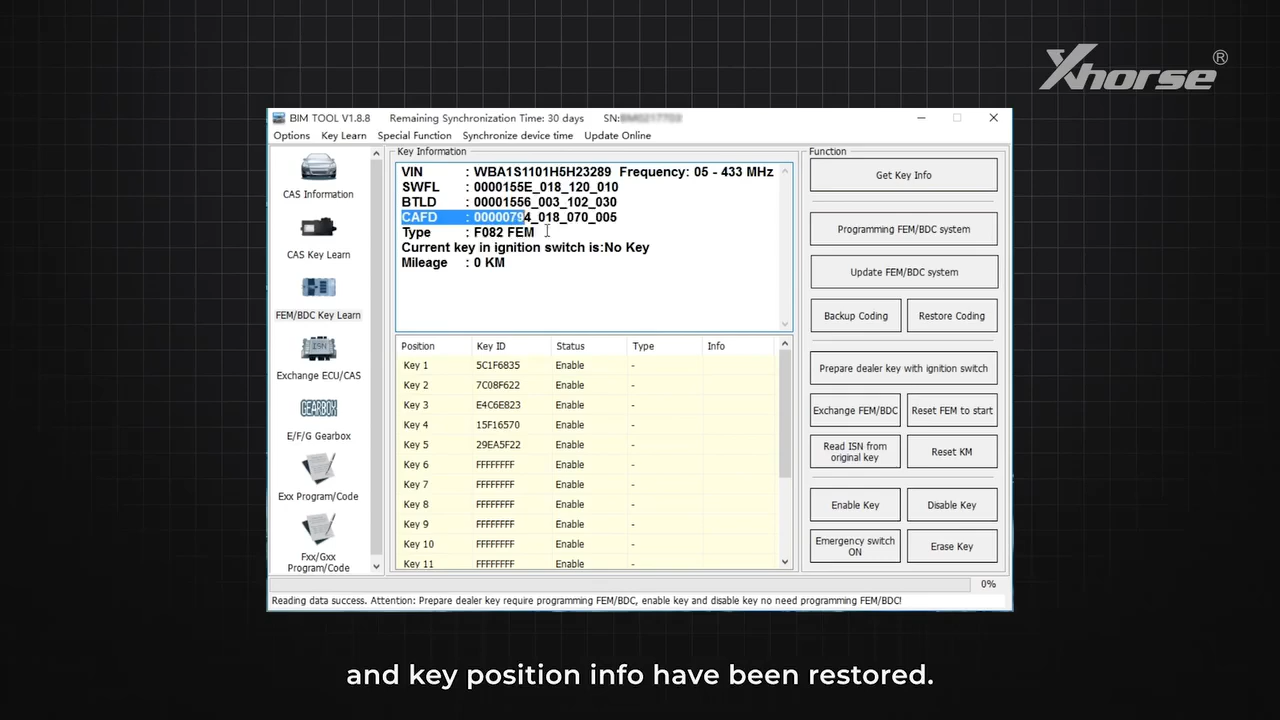 Xhorse®
BIM TOOL V1.8.8 Remaining Synchronization Time: 30 days SN:
Options Key Learn Special Function Synchronize device time Update Online
CAS Information
CAS Key Learn
FEM/BDC Key Learn
ISN
Exchange ECU/CAS
GEARBOX
E/F/G Gearbox
Exx Program/Code
Fxx/Gxx
Program/Code
Key Information
VIN : WBA1S1101H5H23289 Frequency: 05 - 433 MHz
SWFL : 0000155E_018_120_010
BTLD : 00001556_003_102_030
CAFD : 00000794_018_070_005
Type : F082 FEM
Current key in ignition switch is:No Key
Mileage : 0 KM
Position Key ID Status Type Info
Key 1 5C1F6835 Enable -
Key 2 7C08F622 Enable -
Key 3 E4C6E823 Enable -
Key 4 15F16570 Enable -
Key 5 29EA5F22 Enable -
Key 6 FFFFFFFF Enable -
Key 7 FFFFFFFF Enable -
Key 8 FFFFFFFF Enable -
Key 9 FFFFFFFF Enable -
Key 10 FFFFFFFF Enable -
Key 11 FFFFFFFF Enable -
Function
Get Key Info
Programming FEM/BDC system
Update FEM/BDC system
Backup Coding Restore Coding
Prepare dealer key with ignition switch
Exchange FEM/BDC Reset FEM to start
Read ISN from
original key
Reset KM
Enable Key Disable Key
Emergency switch
ON
Erase Key
0%
Reading data success. Attention: Prepare dealer key require programming FEM/BDC, enable key and disable key no need programming FEM/BDC!
and key position info have been restored.